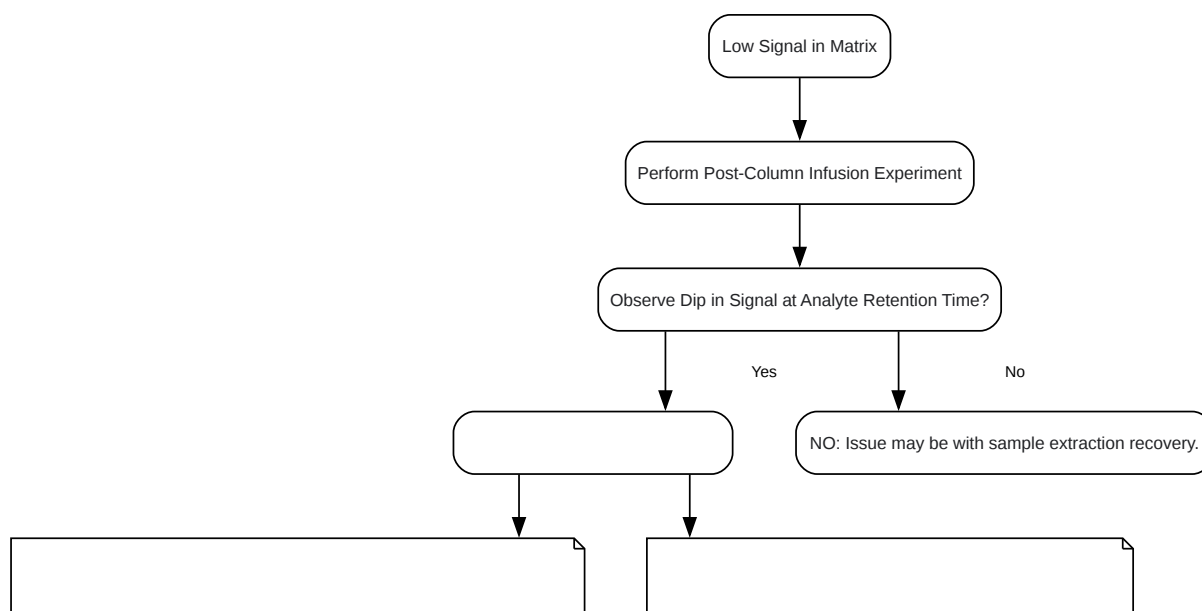 Low Signal in Matrix
Perform Post-Column Infusion Experiment
Observe Dip in Signal at Analyte Retention Time?
Yes
No
NO: Issue may be with sample extraction recovery.